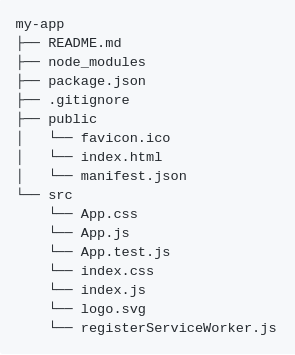 my-app
├── README.md
├── node_modules
├── package.json
├── .gitignore
├── public
│   └── favicon.ico
│   └── index.html
│   └── manifest.json
└── src
    └── App.css
    └── App.js
    └── App.test.js
    └── index.css
    └── index.js
    └── logo.svg
    └── registerServiceWorker.js